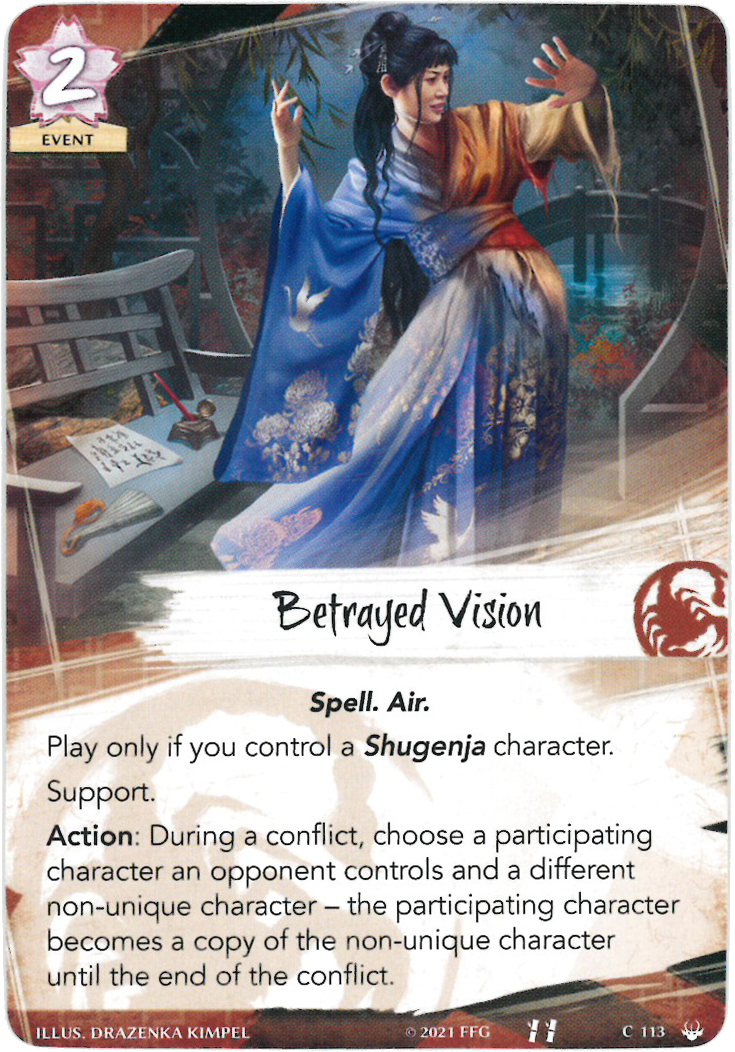 2
EVENT
Betrayed Vision
Spell. Air.
Play only if you control a Shugenja character.
Support.
Action: During a conflict, choose a participating
character an opponent controls and a different
non-unique character – the participating character
becomes a copy of the non-unique character
until the end of the conflict.
ILLUS. DRAZENKA KIMPEL © 2021 FFG C 113